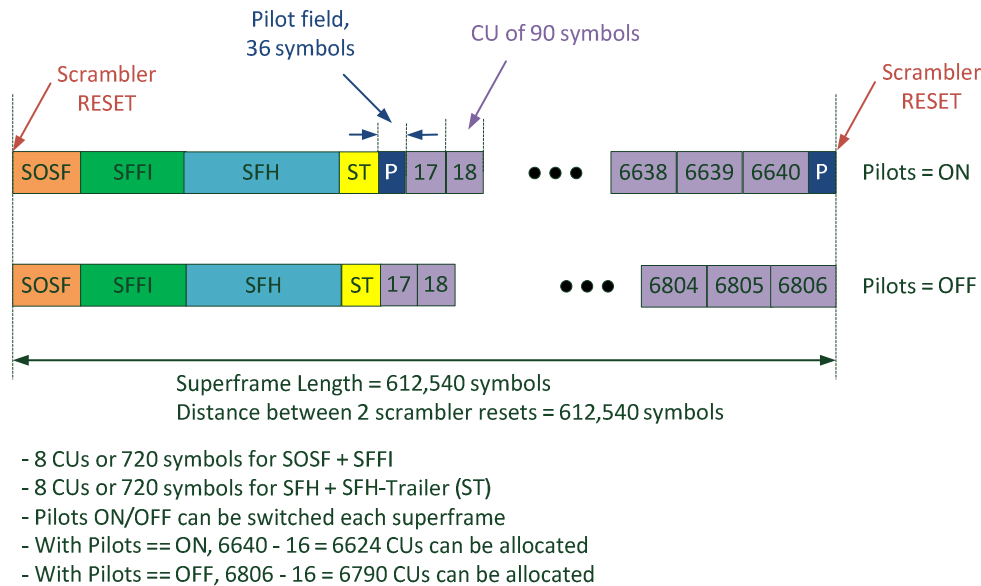 Pilot field,
36 symbols
CU of 90 symbols
Scrambler
RESET
Scrambler
RESET
SOSF SFFI SFH ST P 17 18 ●●● 6638 6639 6640 P Pilots = ON
SOSF SFFI SFH ST 17 18 ●●● 6804 6805 6806 Pilots = OFF
Superframe Length = 612,540 symbols
Distance between 2 scrambler resets = 612,540 symbols
- 8 CUs or 720 symbols for SOSF + SFFI
- 8 CUs or 720 symbols for SFH + SFH-Trailer (ST)
- Pilots ON/OFF can be switched each superframe
- With Pilots == ON, 6640 - 16 = 6624 CUs can be allocated
- With Pilots == OFF, 6806 - 16 = 6790 CUs can be allocated